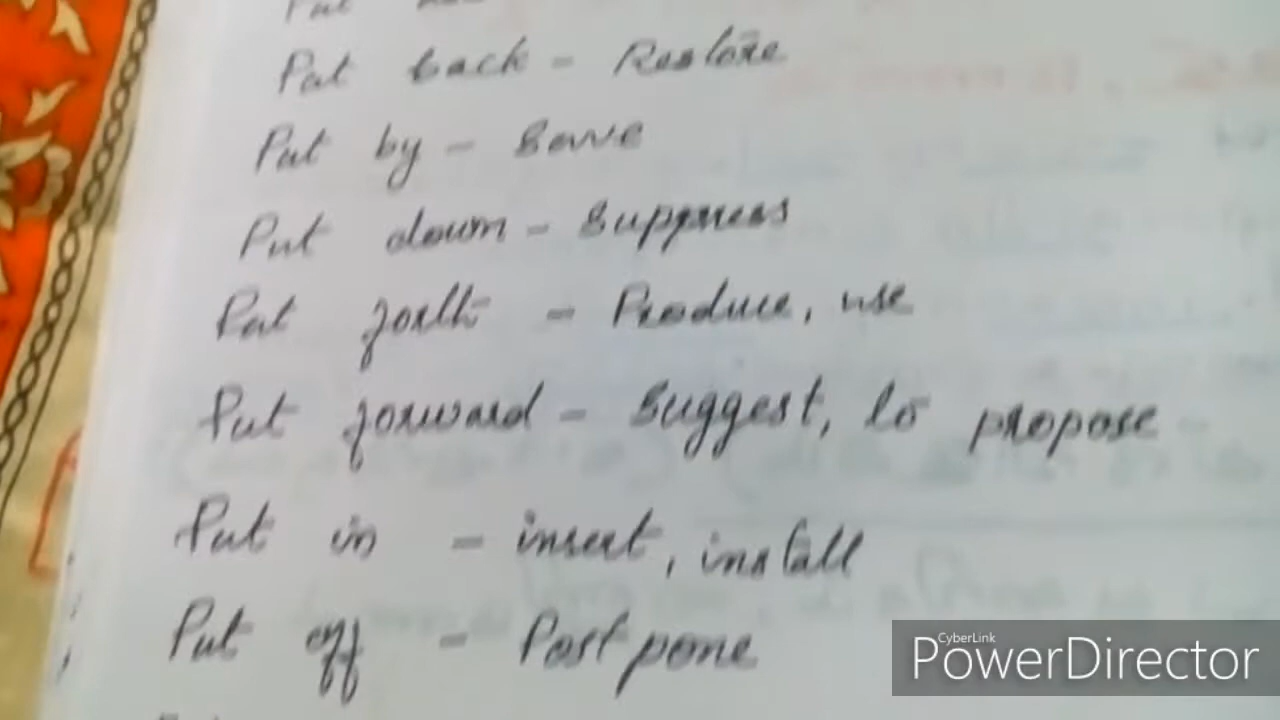 Put
Put back - Restore
Put by - Save
Put down - Suppress
Put forth - Produce, use
Put forward - Suggest, to propose
Put in - insert, install
Put off - Postpone
CyberLink
PowerDirector